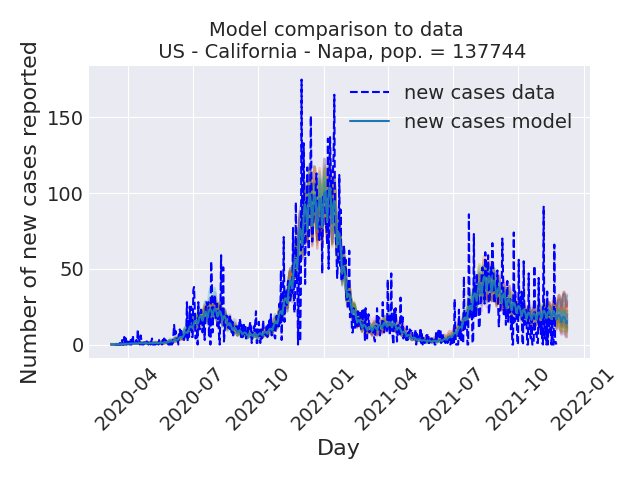 Model comparison to data
US - California - Napa, pop. = 137744
Number of new cases reported
150
100
50
0
new cases data
new cases model
2020-04
2020-07
2020-10
2021-01
2021-04
2021-07
2021-10
2022-01
Day